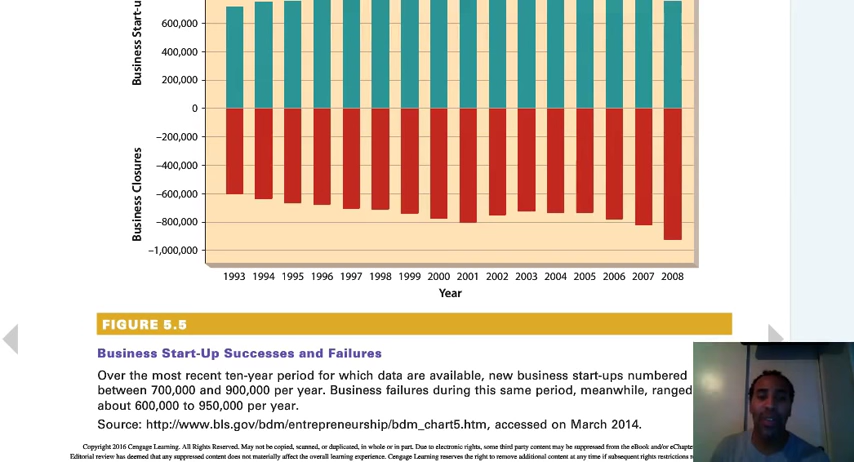 Business Start-u
600,000
400,000
200,000
0
−200,000
−400,000
−600,000
−800,000
−1,000,000
Business Closures
1993 1994 1995 1996 1997 1998 1999 2000 2001 2002 2003 2004 2005 2006 2007 2008
Year
FIGURE 5.5
Business Start-Up Successes and Failures
Over the most recent ten-year period for which data are available, new business start-ups numbered
between 700,000 and 900,000 per year. Business failures during this same period, meanwhile, ranged
about 600,000 to 950,000 per year.
Source: http://www.bls.gov/bdm/entrepreneurship/bdm_chart5.htm, accessed on March 2014.
Copyright 2016 Cengage Learning. All Rights Reserved. May not be copied, scanned, or duplicated, in whole or in part. Due to electronic rights, some third party content may be suppressed from the eBook and/or eChapte
Editorial review has deemed that any suppressed content does not materially affect the overall learning experience. Cengage Learning reserves the right to remove additional content at any time if subsequent rights restrictions